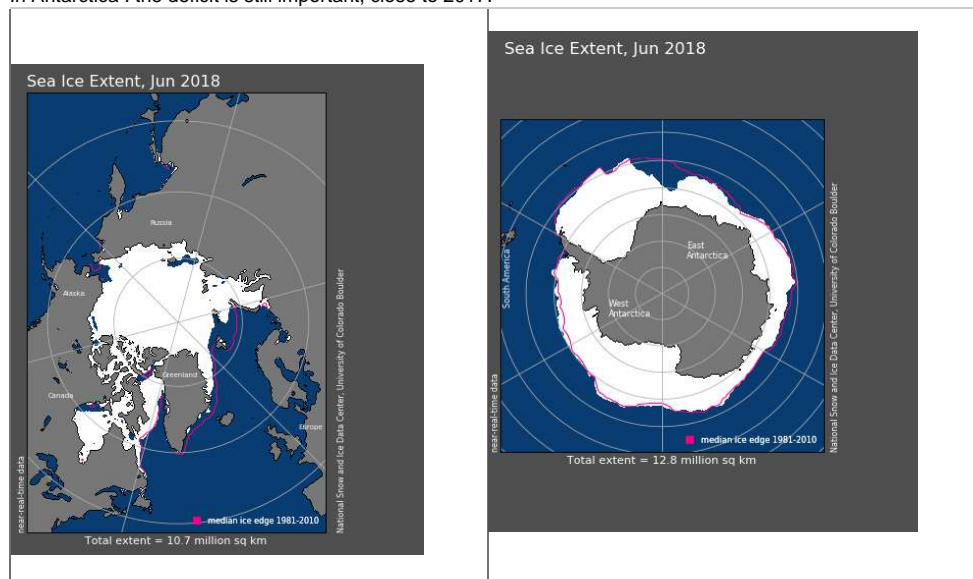 in Antarctica : the deficit is still important, close to 2017.
Sea Ice Extent, Jun 2018
Russia
Alaska
Greenland
Canada
Europe
near-real-time data
median ice edge 1981-2010
Total extent = 10.7 million sq km
National Snow and Ice Data Center, University of Colorado Boulder
Sea Ice Extent, Jun 2018
South America
East
Antarctica
West
Antarctica
near-real-time data
median ice edge 1981-2010
Total extent = 12.8 million sq km
National Snow and Ice Data Center, University of Colorado Boulder